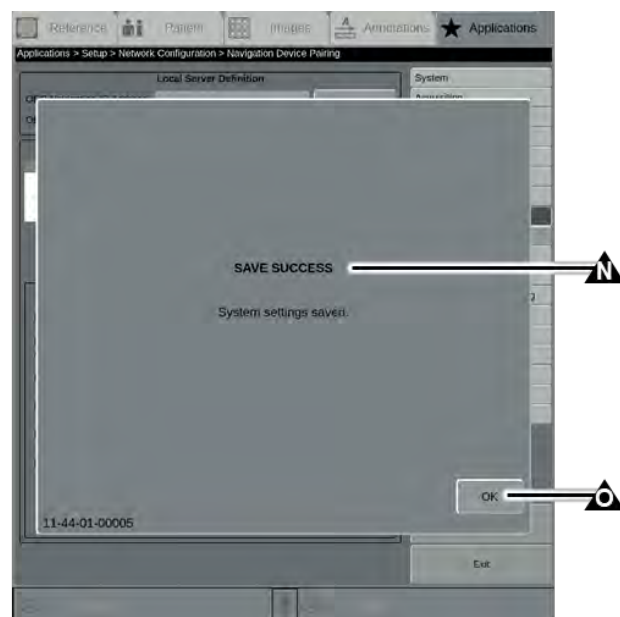 Reference Patient Images Annotations Applications
Applications > Setup > Network Configuration > Navigation Device Pairing
Local Server Definition
System
N
SAVE SUCCESS
System settings saved.
OK
O
11-44-01-00005
Exit